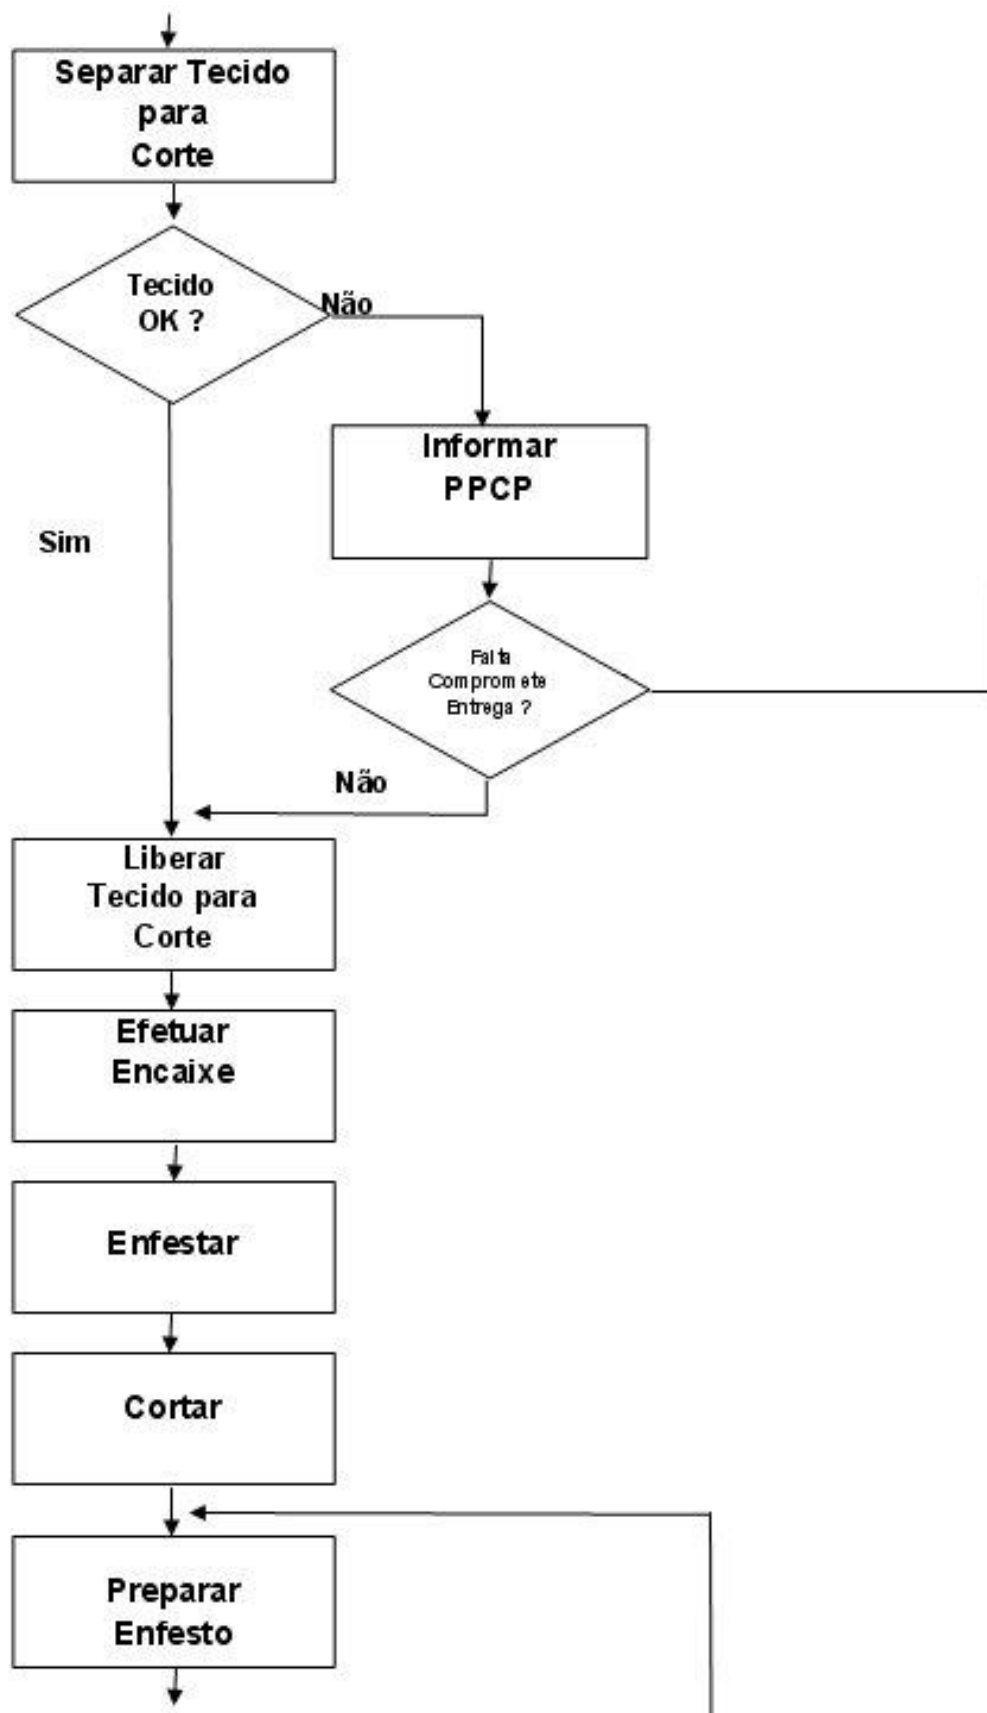 Separar Tecido
para
Corte
Tecido
OK ?
Não
Informar
PPCP
Sim
Falta
Compromete
Entrega ?
Não
Liberar
Tecido para
Corte
Efetuar
Encaixe
Enfestar
Cortar
Preparar
Enfesto